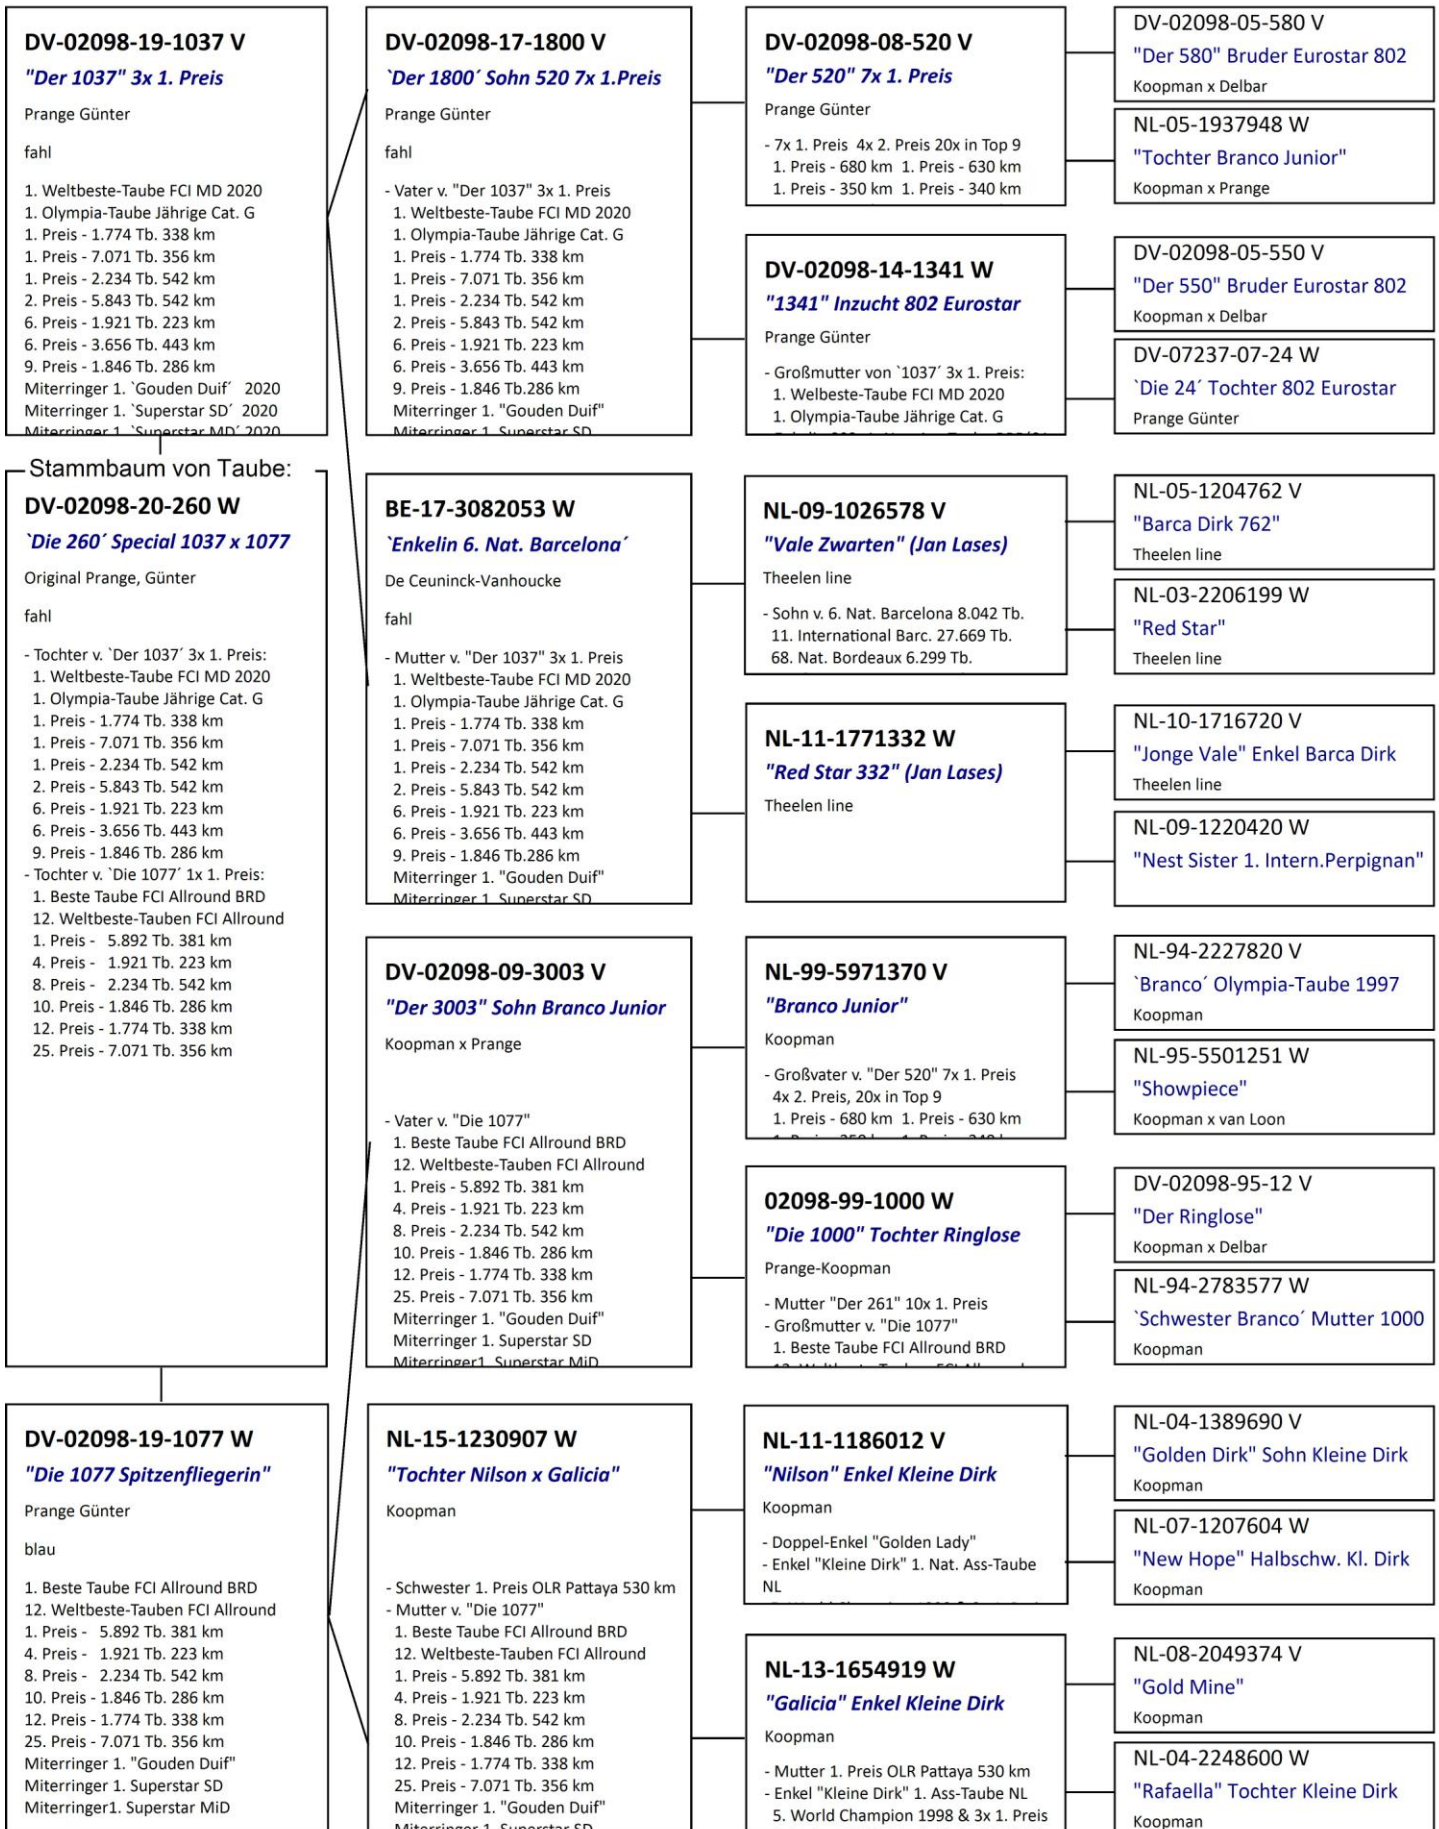 DV-02098-19-1037 V
"Der 1037" 3x 1. Preis
Prange Günter
fahl
1. Weltbeste-Taube FCI MD 2020
1. Olympia-Taube Jährige Cat. G
1. Preis - 1.774 Tb. 338 km
1. Preis - 7.071 Tb. 356 km
1. Preis - 2.234 Tb. 542 km
2. Preis - 5.843 Tb. 542 km
6. Preis - 1.921 Tb. 223 km
6. Preis - 3.656 Tb. 443 km
9. Preis - 1.846 Tb. 286 km
Miterringer 1. `Gouden Duif´ 2020
Miterringer 1. `Superstar SD´ 2020
Miterringer 1. `Superstar MD´ 2020
Stammbaum von Taube:
DV-02098-20-260 W
`Die 260´ Special 1037 x 1077
Original Prange, Günter
fahl
- Tochter v. `Der 1037´ 3x 1. Preis:
1. Weltbeste-Taube FCI MD 2020
1. Olympia-Taube Jährige Cat. G
1. Preis - 1.774 Tb. 338 km
1. Preis - 7.071 Tb. 356 km
1. Preis - 2.234 Tb. 542 km
2. Preis - 5.843 Tb. 542 km
6. Preis - 1.921 Tb. 223 km
6. Preis - 3.656 Tb. 443 km
9. Preis - 1.846 Tb. 286 km
- Tochter v. `Die 1077´ 1x 1. Preis:
1. Beste Taube FCI Allround BRD
12. Weltbeste-Tauben FCI Allround
1. Preis - 5.892 Tb. 381 km
4. Preis - 1.921 Tb. 223 km
8. Preis - 2.234 Tb. 542 km
10. Preis - 1.846 Tb. 286 km
12. Preis - 1.774 Tb. 338 km
25. Preis - 7.071 Tb. 356 km
DV-02098-19-1077 W
"Die 1077 Spitzenfliegerin"
Prange Günter
blau
1. Beste Taube FCI Allround BRD
12. Weltbeste-Tauben FCI Allround
1. Preis - 5.892 Tb. 381 km
4. Preis - 1.921 Tb. 223 km
8. Preis - 2.234 Tb. 542 km
10. Preis - 1.846 Tb. 286 km
12. Preis - 1.774 Tb. 338 km
25. Preis - 7.071 Tb. 356 km
Miterringer 1. "Gouden Duif"
Miterringer 1. Superstar SD
Miterringer1. Superstar MiD
DV-02098-17-1800 V
`Der 1800´ Sohn 520 7x 1.Preis
Prange Günter
fahl
- Vater v. "Der 1037" 3x 1. Preis
1. Weltbeste-Taube FCI MD 2020
1. Olympia-Taube Jährige Cat. G
1. Preis - 1.774 Tb. 338 km
1. Preis - 7.071 Tb. 356 km
1. Preis - 2.234 Tb. 542 km
2. Preis - 5.843 Tb. 542 km
6. Preis - 1.921 Tb. 223 km
6. Preis - 3.656 Tb. 443 km
9. Preis - 1.846 Tb.286 km
Miterringer 1. "Gouden Duif"
Miterringer 1. Superstar SD
BE-17-3082053 W
`Enkelin 6. Nat. Barcelona´
De Ceuninck-Vanhoucke
fahl
- Mutter v. "Der 1037" 3x 1. Preis
1. Weltbeste-Taube FCI MD 2020
1. Olympia-Taube Jährige Cat. G
1. Preis - 1.774 Tb. 338 km
1. Preis - 7.071 Tb. 356 km
1. Preis - 2.234 Tb. 542 km
2. Preis - 5.843 Tb. 542 km
6. Preis - 1.921 Tb. 223 km
6. Preis - 3.656 Tb. 443 km
9. Preis - 1.846 Tb.286 km
Miterringer 1. "Gouden Duif"
Miterringer 1. Superstar SD
DV-02098-09-3003 V
"Der 3003" Sohn Branco Junior
Koopman x Prange
- Vater v. "Die 1077"
1. Beste Taube FCI Allround BRD
12. Weltbeste-Tauben FCI Allround
1. Preis - 5.892 Tb. 381 km
4. Preis - 1.921 Tb. 223 km
8. Preis - 2.234 Tb. 542 km
10. Preis - 1.846 Tb. 286 km
12. Preis - 1.774 Tb. 338 km
25. Preis - 7.071 Tb. 356 km
Miterringer 1. "Gouden Duif"
Miterringer 1. Superstar SD
Miterringer1. Superstar MiD
NL-15-1230907 W
"Tochter Nilson x Galicia"
Koopman
- Schwester 1. Preis OLR Pattaya 530 km
- Mutter v. "Die 1077"
1. Beste Taube FCI Allround BRD
12. Weltbeste-Tauben FCI Allround
1. Preis - 5.892 Tb. 381 km
4. Preis - 1.921 Tb. 223 km
8. Preis - 2.234 Tb. 542 km
10. Preis - 1.846 Tb. 286 km
12. Preis - 1.774 Tb. 338 km
25. Preis - 7.071 Tb. 356 km
Miterringer 1. "Gouden Duif"
Miterringer 1. Superstar SD
DV-02098-08-520 V
"Der 520" 7x 1. Preis
Prange Günter
- 7x 1. Preis 4x 2. Preis 20x in Top 9
1. Preis - 680 km 1. Preis - 630 km
1. Preis - 350 km 1. Preis - 340 km
DV-02098-14-1341 W
"1341" Inzucht 802 Eurostar
Prange Günter
- Großmutter von `1037´ 3x 1. Preis:
1. Welbeste-Taube FCI MD 2020
1. Olympia-Taube Jährige Cat. G
NL-09-1026578 V
"Vale Zwarten" (Jan Lases)
Theelen line
- Sohn v. 6. Nat. Barcelona 8.042 Tb.
11. International Barc. 27.669 Tb.
68. Nat. Bordeaux 6.299 Tb.
NL-11-1771332 W
"Red Star 332" (Jan Lases)
Theelen line
NL-99-5971370 V
"Branco Junior"
Koopman
- Großvater v. "Der 520" 7x 1. Preis
4x 2. Preis, 20x in Top 9
1. Preis - 680 km 1. Preis - 630 km
02098-99-1000 W
"Die 1000" Tochter Ringlose
Prange-Koopman
- Mutter "Der 261" 10x 1. Preis
- Großmutter v. "Die 1077"
1. Beste Taube FCI Allround BRD
NL-11-1186012 V
"Nilson" Enkel Kleine Dirk
Koopman
- Doppel-Enkel "Golden Lady"
- Enkel "Kleine Dirk" 1. Nat. Ass-Taube
NL
NL-13-1654919 W
"Galicia" Enkel Kleine Dirk
Koopman
- Mutter 1. Preis OLR Pattaya 530 km
- Enkel "Kleine Dirk" 1. Ass-Taube NL
5. World Champion 1998 & 3x 1. Preis
DV-02098-05-580 V
"Der 580" Bruder Eurostar 802
Koopman x Delbar
NL-05-1937948 W
"Tochter Branco Junior"
Koopman x Prange
DV-02098-05-550 V
"Der 550" Bruder Eurostar 802
Koopman x Delbar
DV-07237-07-24 W
`Die 24´ Tochter 802 Eurostar
Prange Günter
NL-05-1204762 V
"Barca Dirk 762"
Theelen line
NL-03-2206199 W
"Red Star"
Theelen line
NL-10-1716720 V
"Jonge Vale" Enkel Barca Dirk
Theelen line
NL-09-1220420 W
"Nest Sister 1. Intern.Perpignan"
NL-94-2227820 V
`Branco´ Olympia-Taube 1997
Koopman
NL-95-5501251 W
"Showpiece"
Koopman x van Loon
DV-02098-95-12 V
"Der Ringlose"
Koopman x Delbar
NL-94-2783577 W
`Schwester Branco´ Mutter 1000
Koopman
NL-04-1389690 V
"Golden Dirk" Sohn Kleine Dirk
Koopman
NL-07-1207604 W
"New Hope" Halbschw. Kl. Dirk
Koopman
NL-08-2049374 V
"Gold Mine"
Koopman
NL-04-2248600 W
"Rafaella" Tochter Kleine Dirk
Koopman